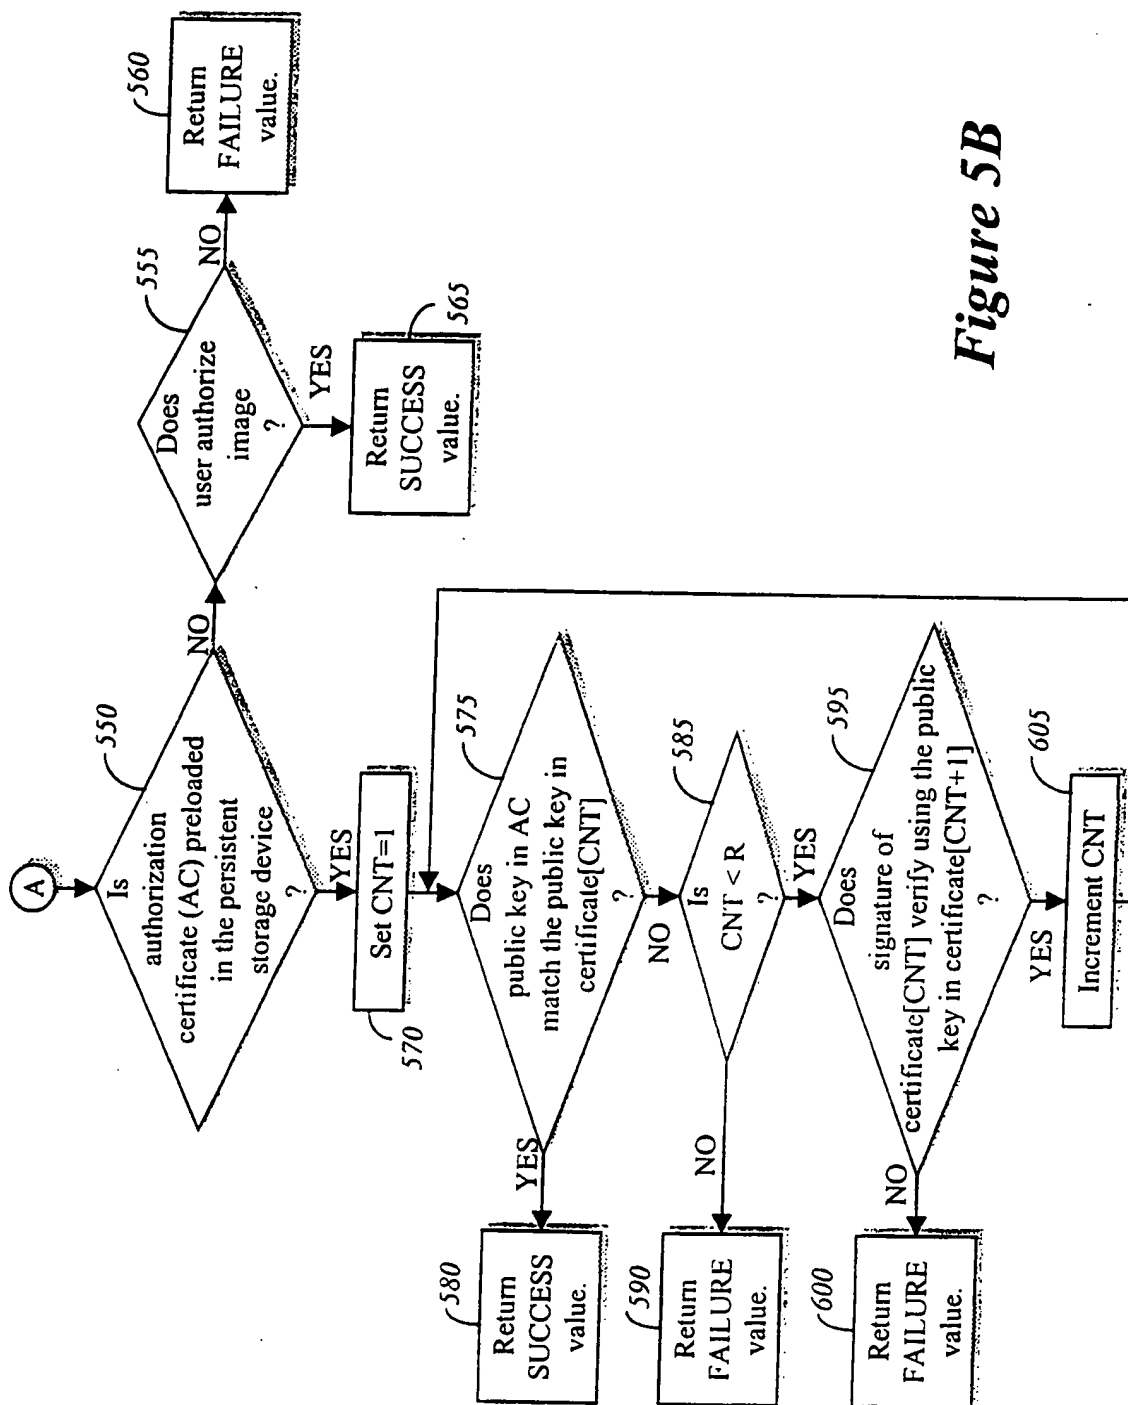 A
550
Is
authorization
certificate (AC) preloaded
in the persistent
storage device
?
NO
555
Does
user authorize
image
?
NO
560
Return
FAILURE
value.
YES
565
Return
SUCCESS
value.
YES
570
Set CNT=1
575
Does
public key in AC
match the public key in
certificate[CNT]
?
YES
580
Return
SUCCESS
value.
NO
585
Is
CNT < R
?
NO
590
Return
FAILURE
value.
YES
595
Does
signature of
certificate[CNT] verify using the public
key in certificate[CNT+1]
?
NO
600
Return
FAILURE
value.
YES
605
Increment CNT
Figure 5B